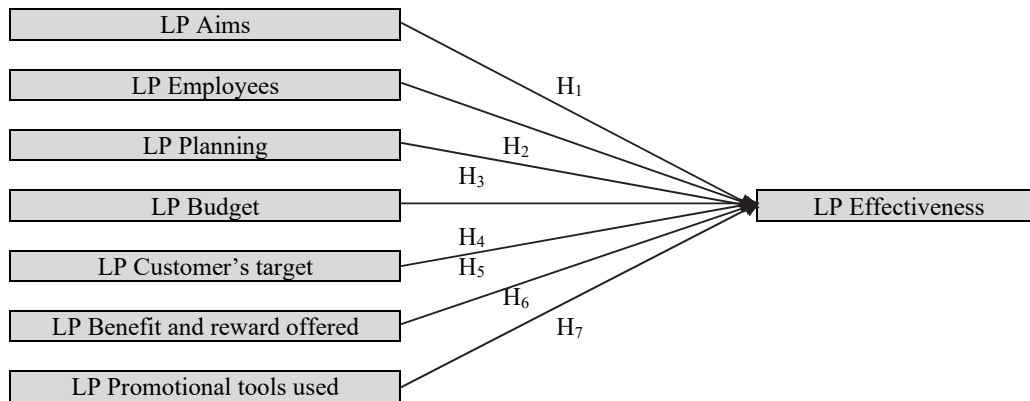 LP Aims
LP Employees
H₁
LP Planning
H₂
H₃
LP Budget
LP Effectiveness
H₄
LP Customer’s target
H₅
H₆
LP Benefit and reward offered
H₇
LP Promotional tools used